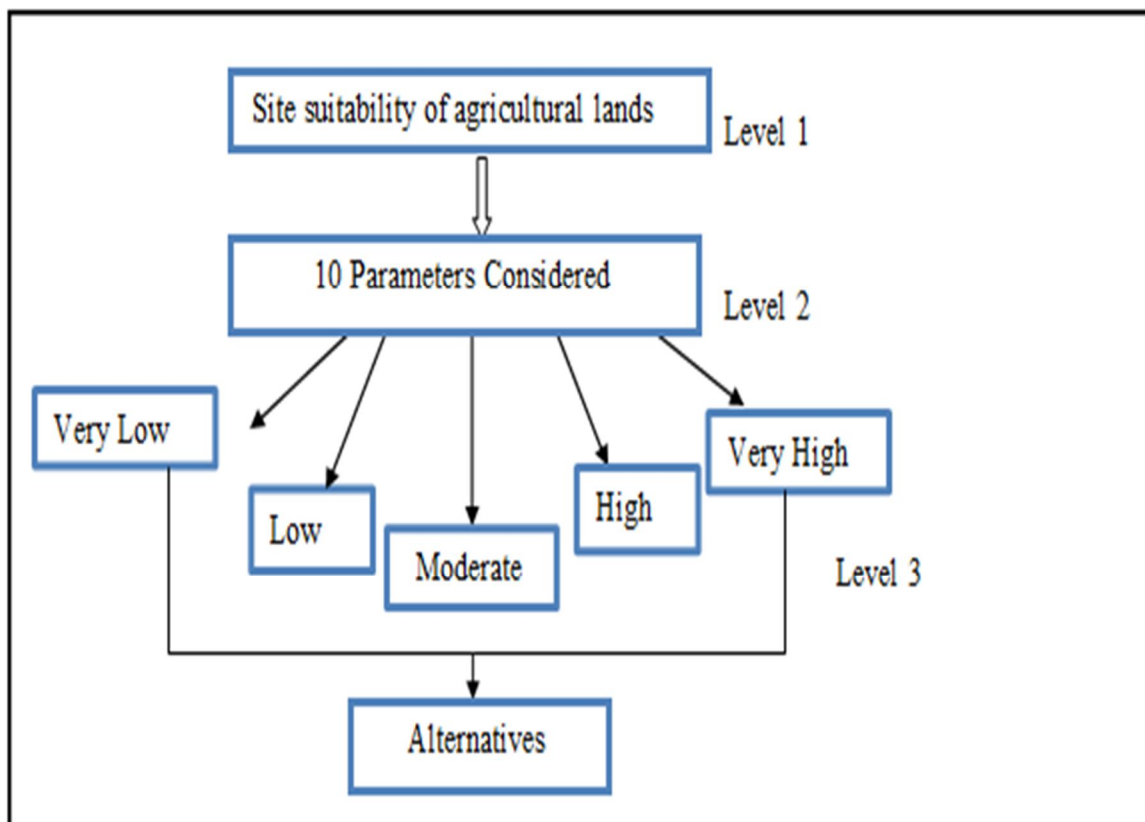 Site suitability of agricultural lands
Level 1
10 Parameters Considered
Level 2
Very Low
Low
Moderate
High
Very High
Level 3
Alternatives